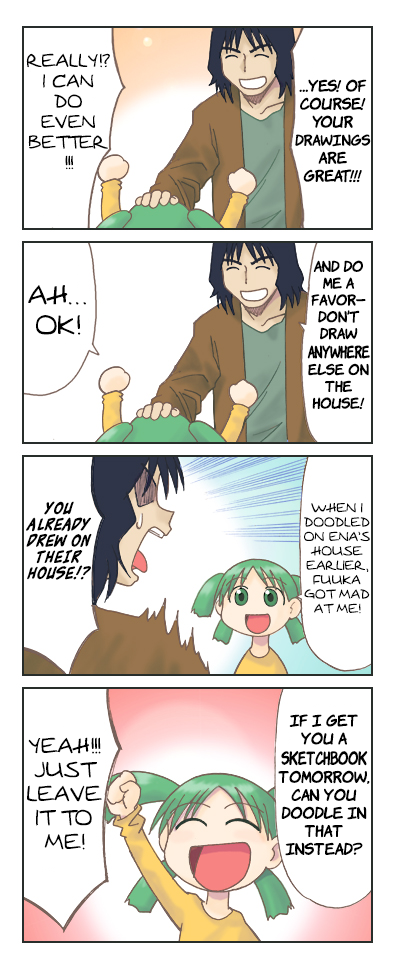 ...YES! OF
COURSE!
YOUR
DRAWINGS
ARE
GREAT!!!
REALLY!?
I CAN
DO
EVEN
BETTER
!!!
AND DO
ME A
FAVOR–
DON'T
DRAW
ANYWHERE
ELSE ON
THE
HOUSE!
AH...
OK!
WHEN I
DOODLED
ON ENA'S
HOUSE
EARLIER,
FUUKA
GOT MAD
AT ME!
YOU
ALREADY
DREW ON
THEIR
HOUSE!?
IF I GET
YOU A
SKETCHBOOK
TOMORROW,
CAN YOU
DOODLE IN
THAT
INSTEAD?
YEAH!!!
JUST
LEAVE
IT TO
ME!